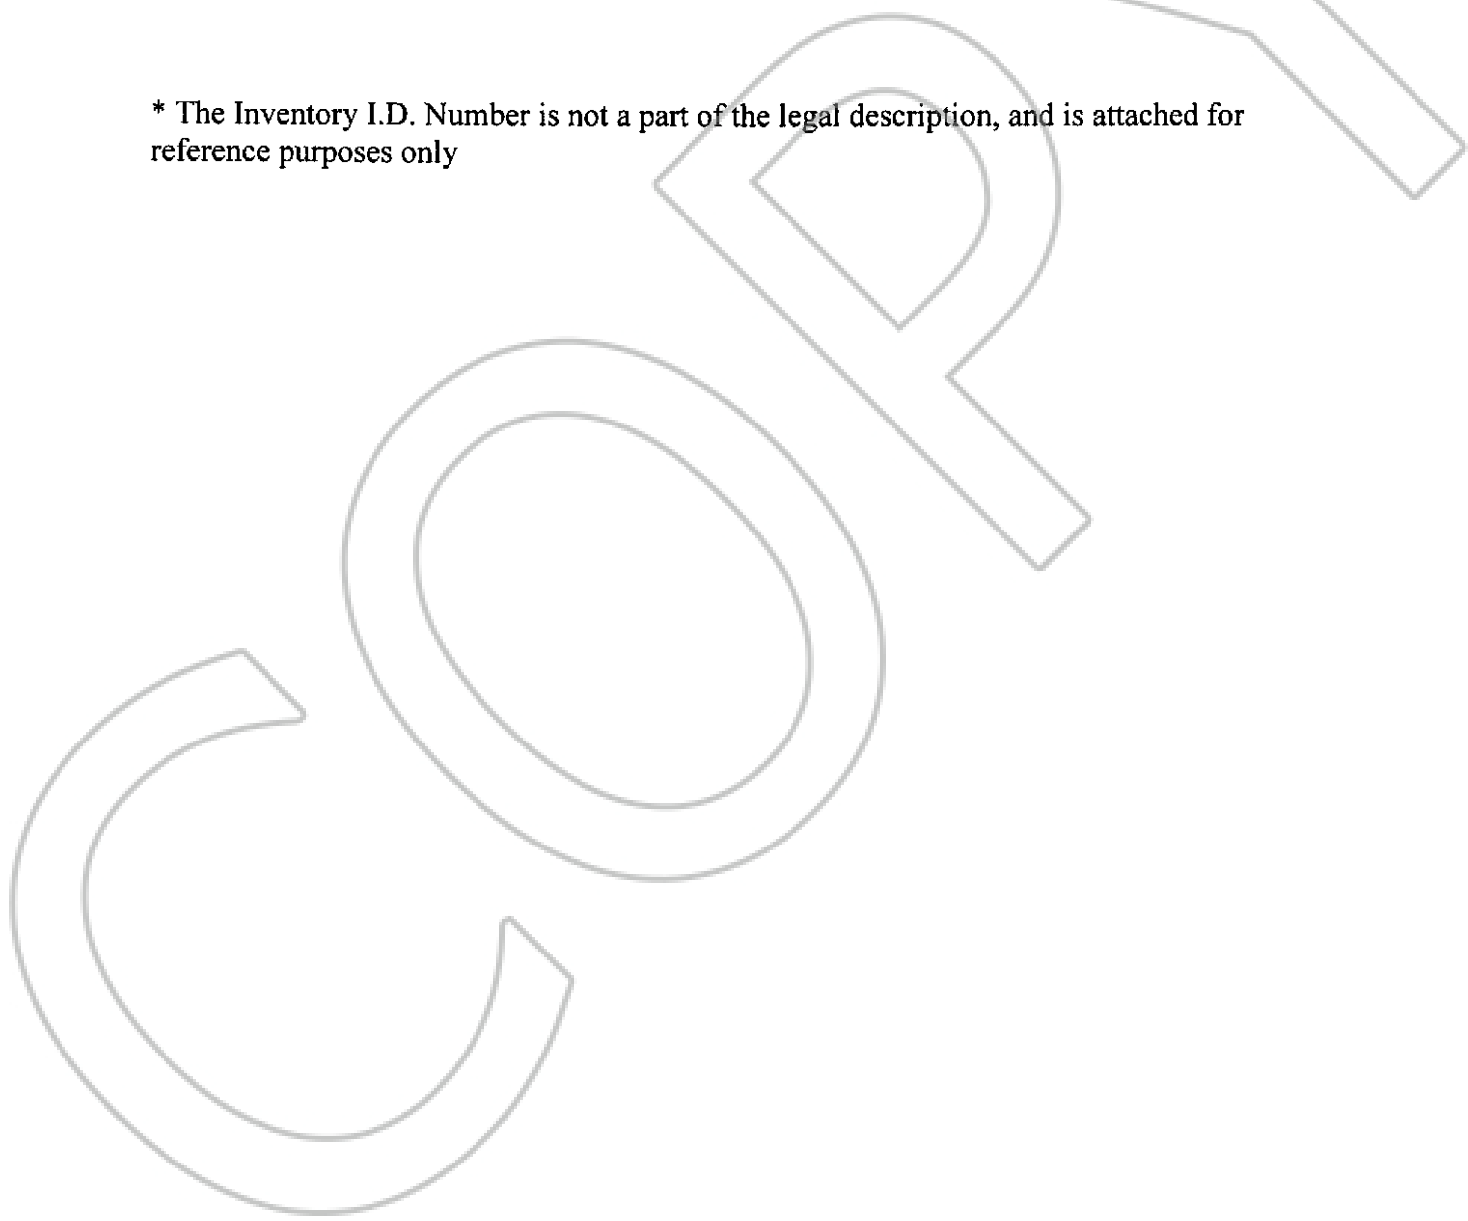 * The Inventory I.D. Number is not a part of the legal description, and is attached for
reference purposes only
COPY